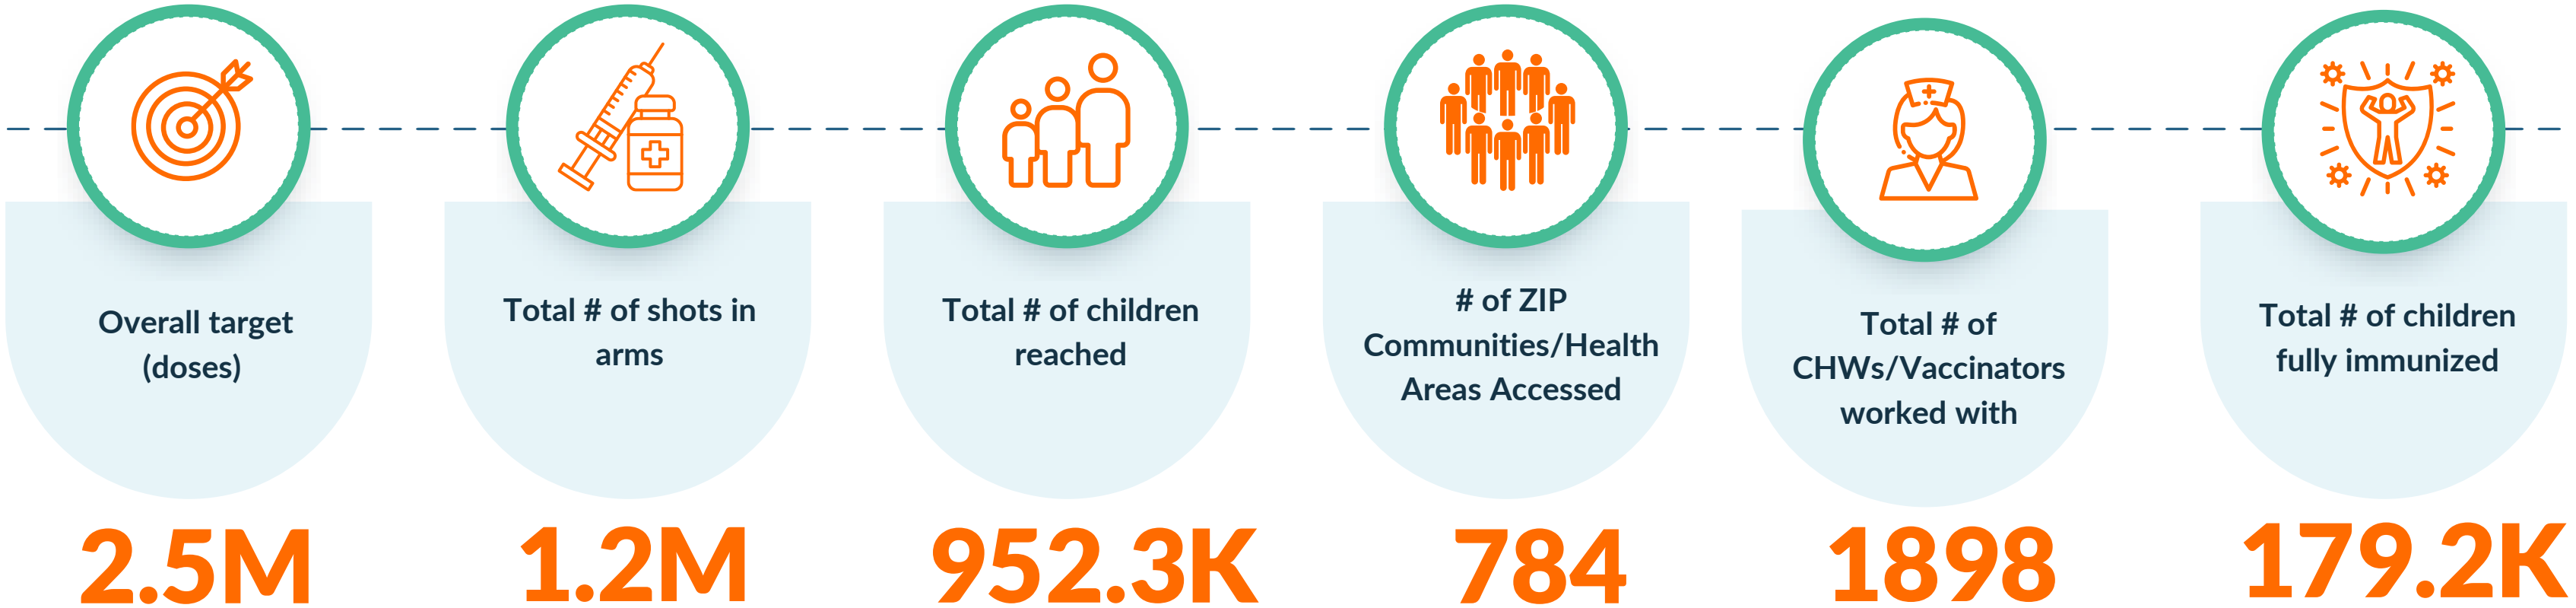 Overall target
(doses)
2.5M
Total # of shots in
arms
1.2M
Total # of children
reached
952.3K
# of ZIP
Communities/Health
Areas Accessed
784
Total # of
CHWs/Vaccinators
worked with
1898
Total # of children
fully immunized
179.2K